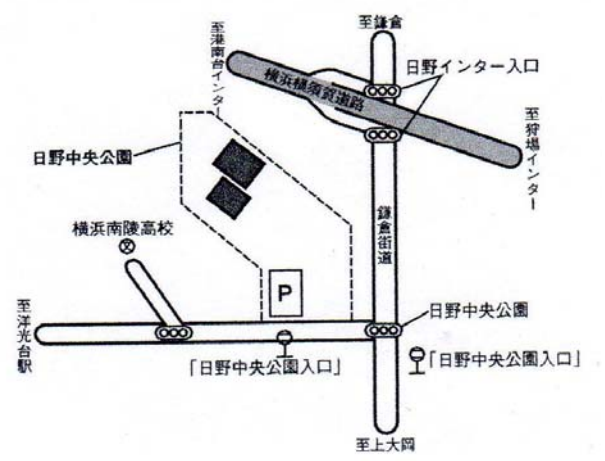 至鎌倉
至港南台インター
日野インター入口
横浜横須賀道路
至狩場インター
日野中央公園
鎌倉街道
横浜南陵高校
文
P
日野中央公園
至洋光台駅
「日野中央公園入口」
「日野中央公園入口」
至上大岡